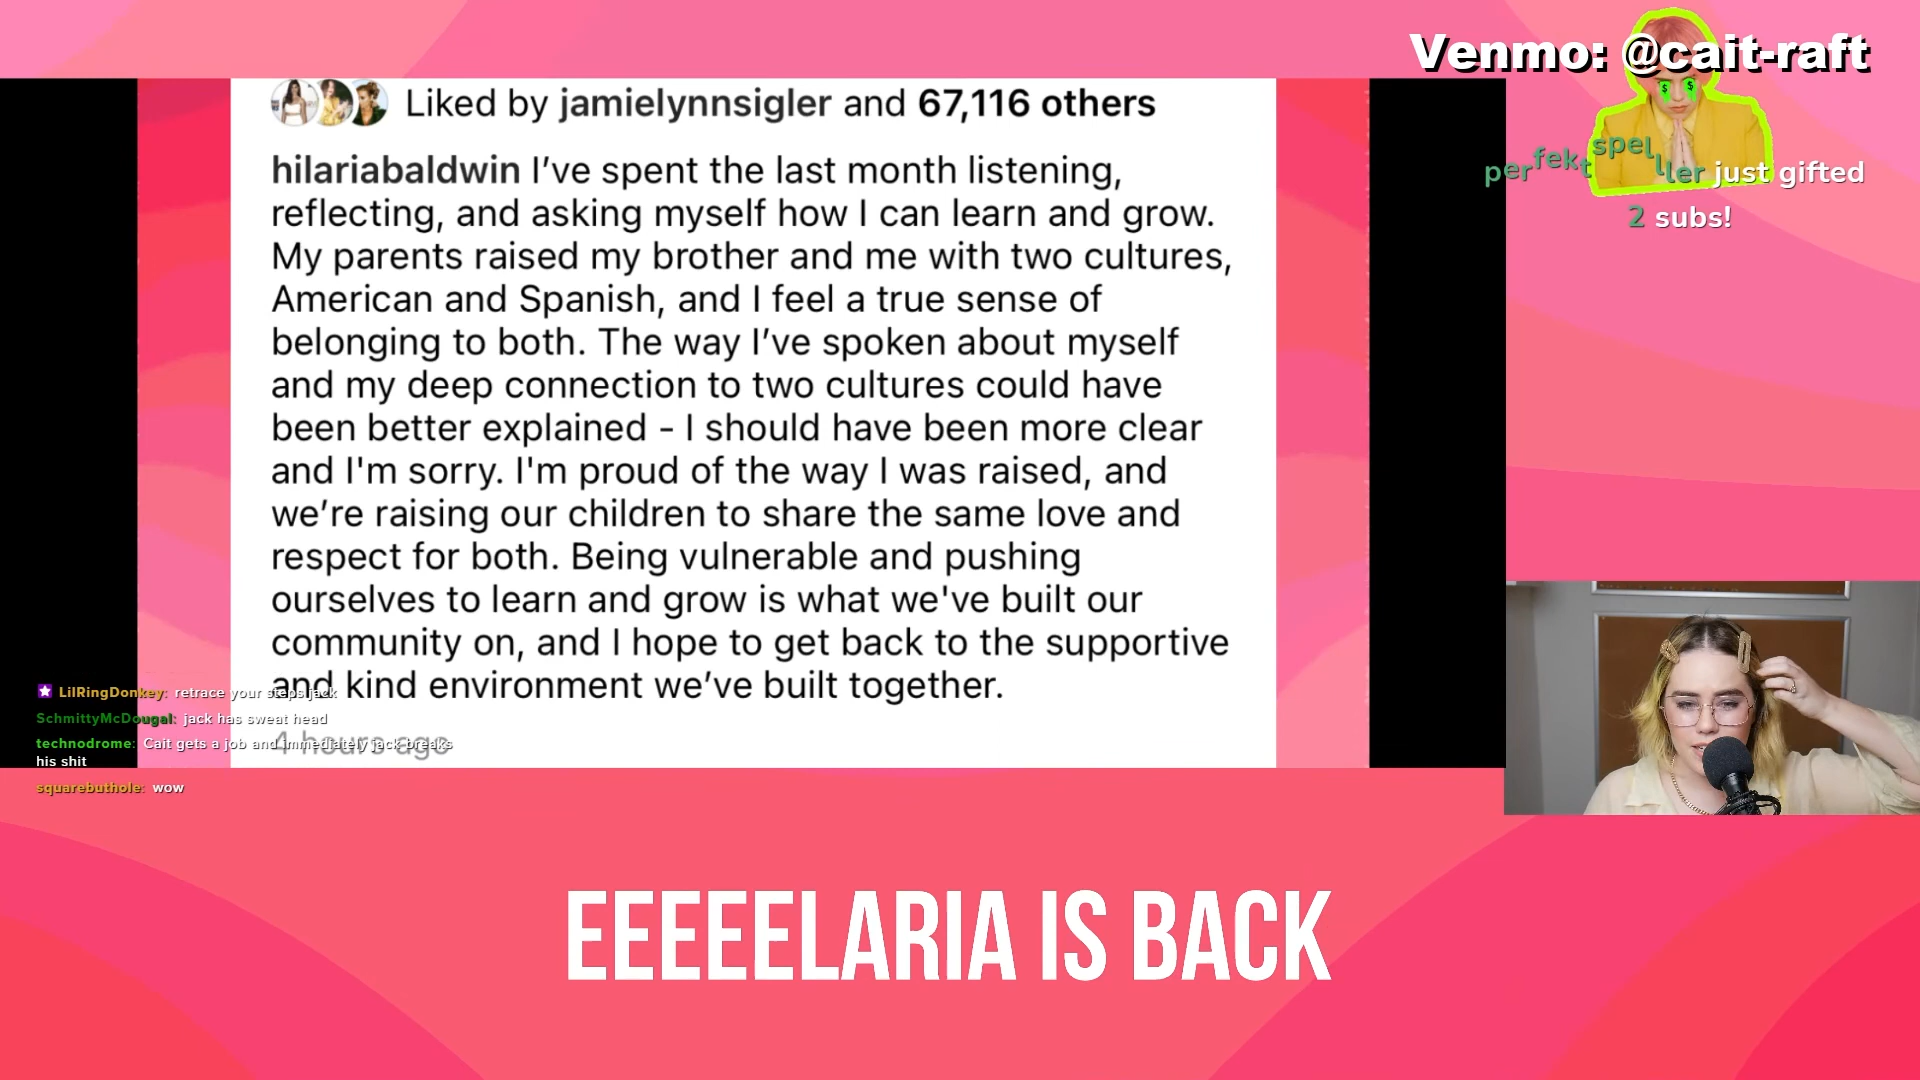 Venmo: @cait-raft
perfektspelller just gifted
2 subs!
Liked by jamielynnsigler and 67,116 others
hilariabaldwin I’ve spent the last month listening,
reflecting, and asking myself how I can learn and grow.
My parents raised my brother and me with two cultures,
American and Spanish, and I feel a true sense of
belonging to both. The way I’ve spoken about myself
and my deep connection to two cultures could have
been better explained - I should have been more clear
and I'm sorry. I'm proud of the way I was raised, and
we’re raising our children to share the same love and
respect for both. Being vulnerable and pushing
ourselves to learn and grow is what we've built our
community on, and I hope to get back to the supportive
and kind environment we’ve built together.
4 hours ago
LilRingDonkey: retrace your steps jack
SchmittyMcDougal: jack has sweat head
technodrome: Cait gets a job and immediately jack breaks
his shit
squarebuthole: wow
EEEEELARIA IS BACK